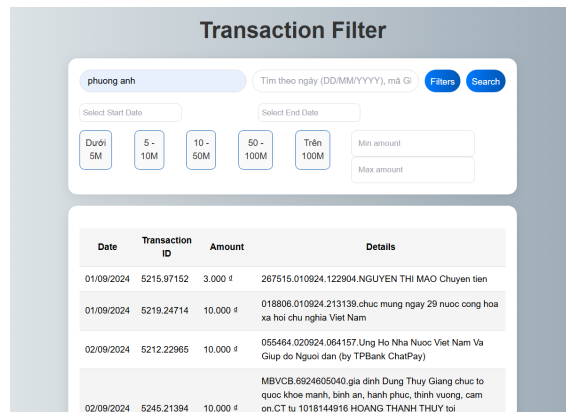 Transaction Filter
phuong anh
Tìm theo ngày (DD/MM/YYYY), mã G
Filters
Search
Select Start Date
Select End Date
Dưới
5M
5 -
10M
10 -
50M
50 -
100M
Trên
100M
Min amount
Max amount
Date
Transaction
ID
Amount
Details
01/09/2024 5215.97152 3.000 ₫ 267515.010924.122904.NGUYEN THI MAO Chuyen tien
01/09/2024 5219.24714 10.000 ₫ 018806.010924.213139.chuc mung ngay 29 nuoc cong hoa
xa hoi chu nghia Viet Nam
02/09/2024 5212.22965 10.000 ₫ 055464.020924.064157.Ung Ho Nha Nuoc Viet Nam Va
Giup do Nguoi dan (by TPBank ChatPay)
MBVCB.6924605040.gia dinh Dung Thuy Giang chuc to
quoc khoe manh, binh an, hanh phuc, thinh vuong, cam
02/09/2024 5245.21394 10.000 ₫ on.CT tu 1018144916 HOANG THANH THUY toi